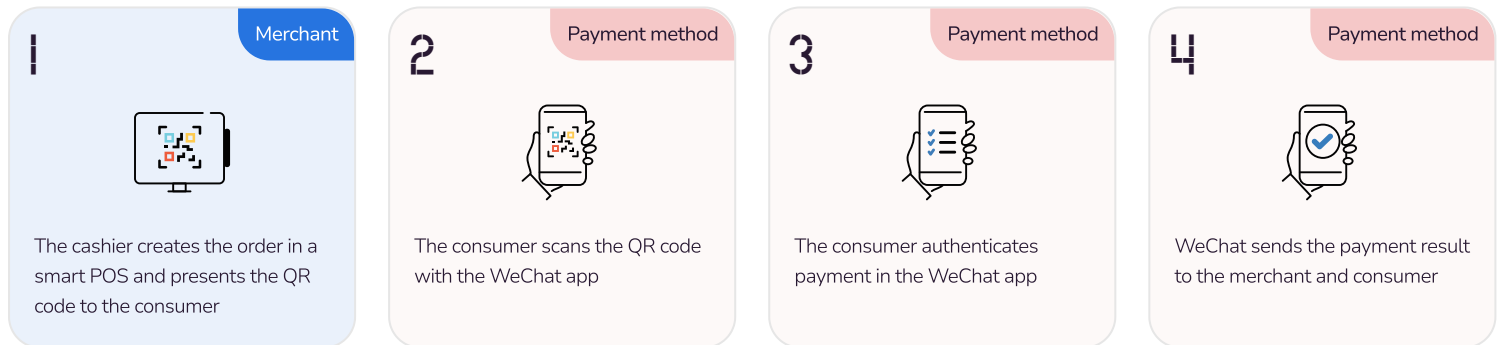 1
Merchant
The cashier creates the order in a
smart POS and presents the QR
code to the consumer
2
Payment method
The consumer scans the QR code
with the WeChat app
3
Payment method
The consumer authenticates
payment in the WeChat app
4
Payment method
WeChat sends the payment result
to the merchant and consumer